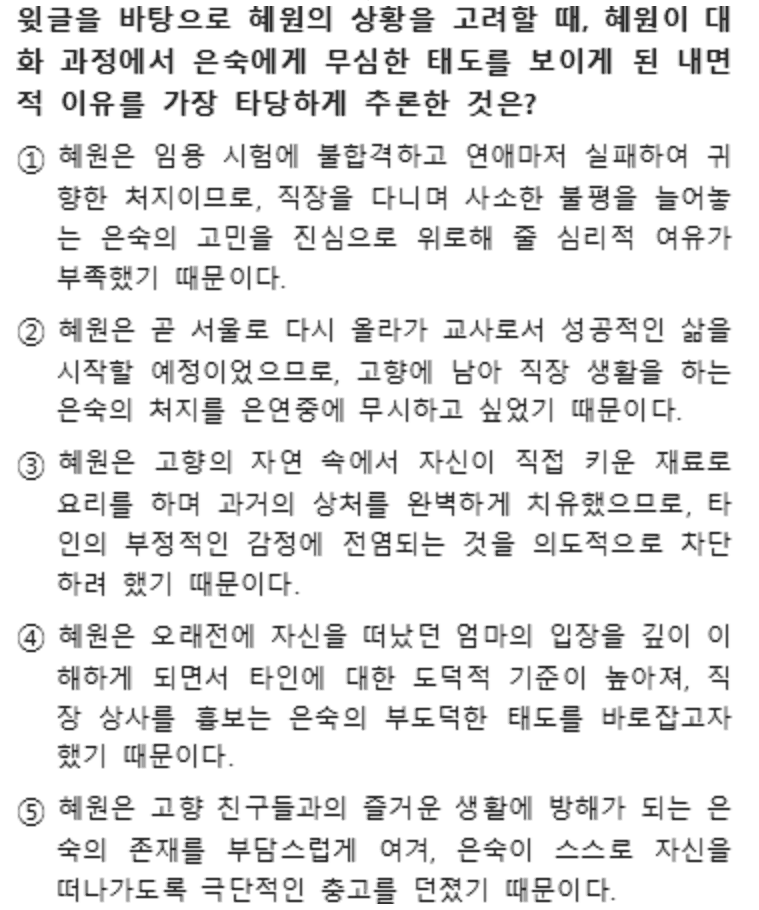 윗글을 바탕으로 혜원의 상황을 고려할 때, 혜원이 대
화 과정에서 은숙에게 무심한 태도를 보이게 된 내면
적 이유를 가장 타당하게 추론한 것은?
① 혜원은 임용 시험에 불합격하고 연애마저 실패하여 귀
향한 처지이므로, 직장을 다니며 사소한 불평을 늘어놓
는 은숙의 고민을 진심으로 위로해 줄 심리적 여유가
부족했기 때문이다.
② 혜원은 곧 서울로 다시 올라가 교사로서 성공적인 삶을
시작할 예정이었으므로, 고향에 남아 직장 생활을 하는
은숙의 처지를 은연중에 무시하고 싶었기 때문이다.
③ 혜원은 고향의 자연 속에서 자신이 직접 키운 재료로
요리를 하며 과거의 상처를 완벽하게 치유했으므로, 타
인의 부정적인 감정에 전염되는 것을 의도적으로 차단
하려 했기 때문이다.
④ 혜원은 오래전에 자신을 떠났던 엄마의 입장을 깊이 이
해하게 되면서 타인에 대한 도덕적 기준이 높아져, 직
장 상사를 흉보는 은숙의 부도덕한 태도를 바로잡고자
했기 때문이다.
⑤ 혜원은 고향 친구들과의 즐거운 생활에 방해가 되는 은
숙의 존재를 부담스럽게 여겨, 은숙이 스스로 자신을
떠나가도록 극단적인 충고를 던졌기 때문이다.